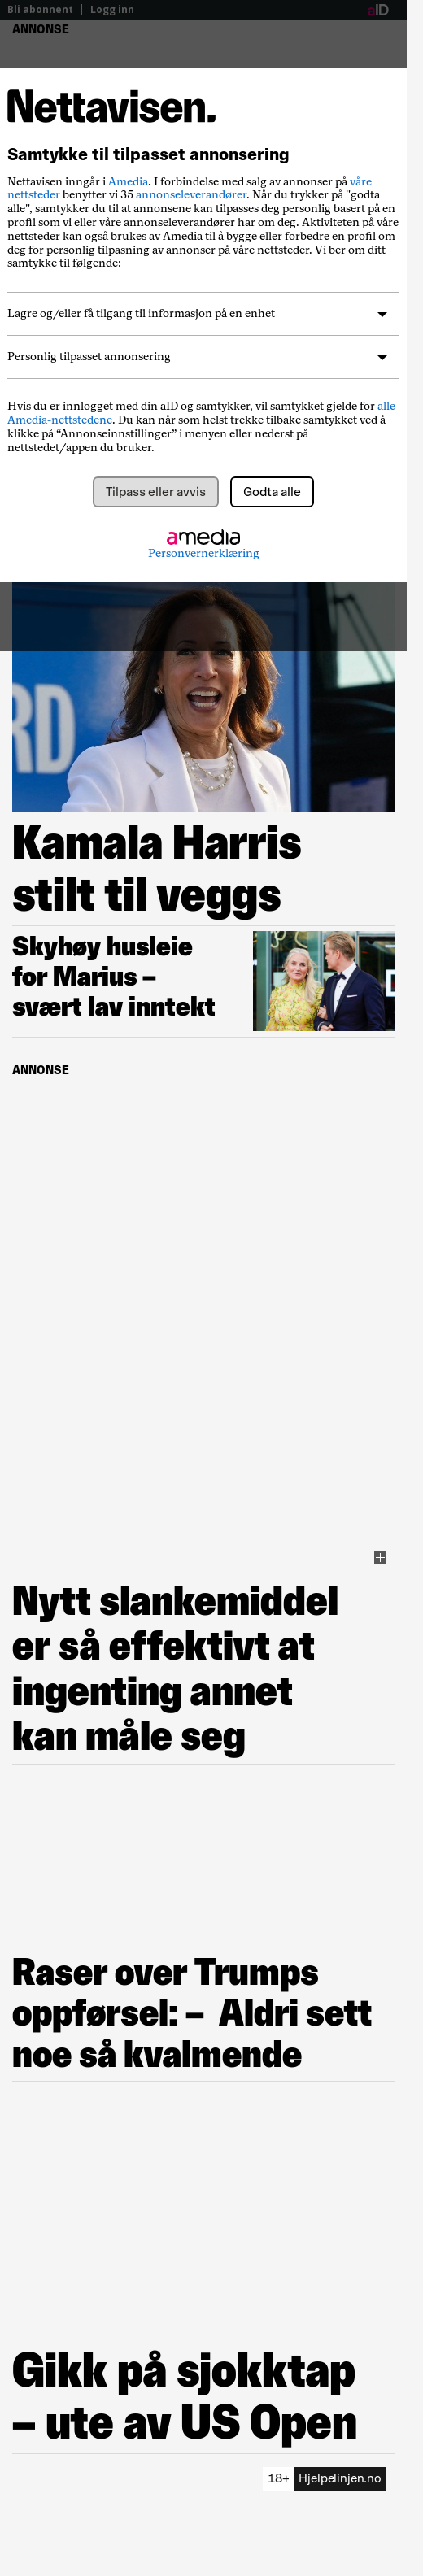 Bli abonnent | Logg inn
aID
ANNONSE
Nettavisen.
Samtykke til tilpasset annonsering
Nettavisen inngår i Amedia. I forbindelse med salg av annonser på våre
nettsteder benytter vi 35 annonseleverandører. Når du trykker på "godta
alle", samtykker du til at annonsene kan tilpasses deg personlig basert på en
profil som vi eller våre annonseleverandører har om deg. Aktiviteten på våre
nettsteder kan også brukes av Amedia til å bygge eller forbedre en profil om
deg for personlig tilpasning av annonser på våre nettsteder. Vi ber om ditt
samtykke til følgende:
Lagre og/eller få tilgang til informasjon på en enhet
Personlig tilpasset annonsering
Hvis du er innlogget med din aID og samtykker, vil samtykket gjelde for alle
Amedia-nettstedene. Du kan når som helst trekke tilbake samtykket ved å
klikke på “Annonseinnstillinger” i menyen eller nederst på
nettstedet/appen du bruker.
Tilpass eller avvis
Godta alle
amedia
Personvernerklæring
RD
Kamala Harris
stilt til veggs
Skyhøy husleie
for Marius –
svært lav inntekt
ANNONSE
Nytt slankemiddel
er så effektivt at
ingenting annet
kan måle seg
Raser over Trumps
oppførsel: – Aldri sett
noe så kvalmende
Gikk på sjokktap
– ute av US Open
18+ Hjelpelinjen.no